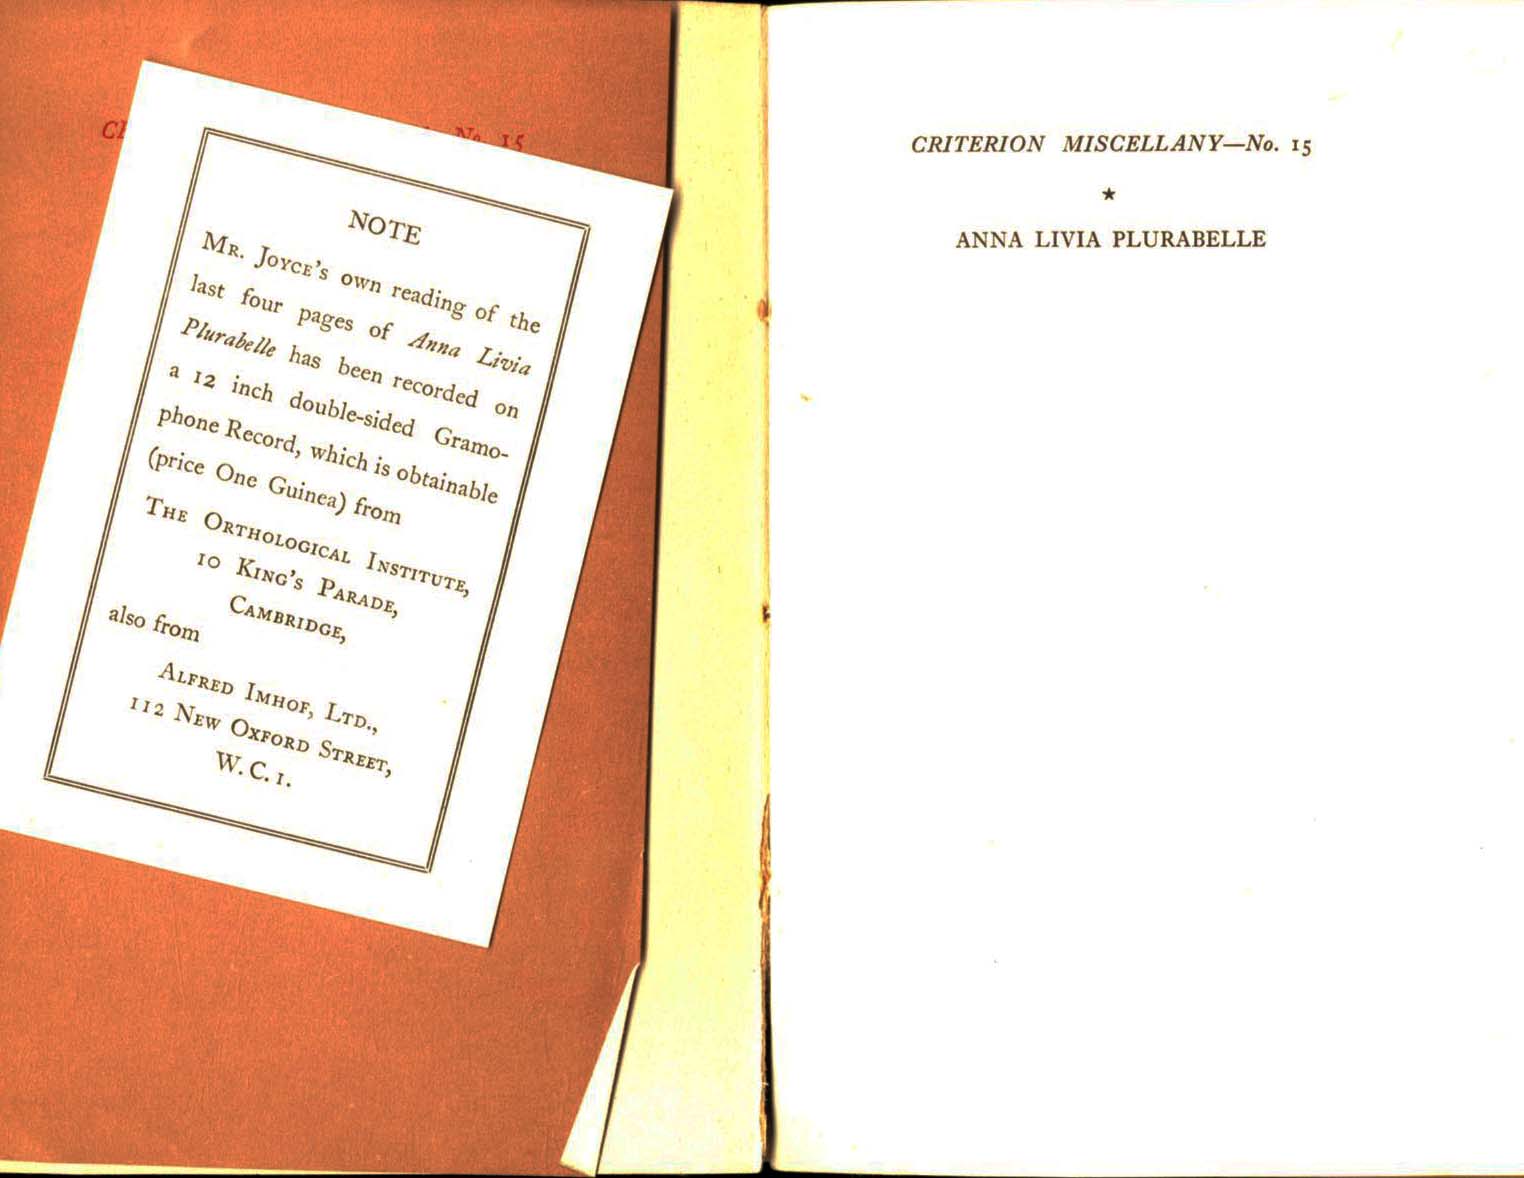 No. 15
NOTE
MR. JOYCE'S own reading of the
last four pages of Anna Livia
Plurabelle has been recorded on
a 12 inch double-sided Gramo-
phone Record, which is obtainable
(price One Guinea) from
THE ORTHOLOGICAL INSTITUTE,
10 KING'S PARADE,
CAMBRIDGE,
also from
ALFRED IMHOF, LTD.,
112 NEW OXFORD STREET,
W. C. 1.
CRITERION MISCELLANY—No. 15
★
ANNA LIVIA PLURABELLE